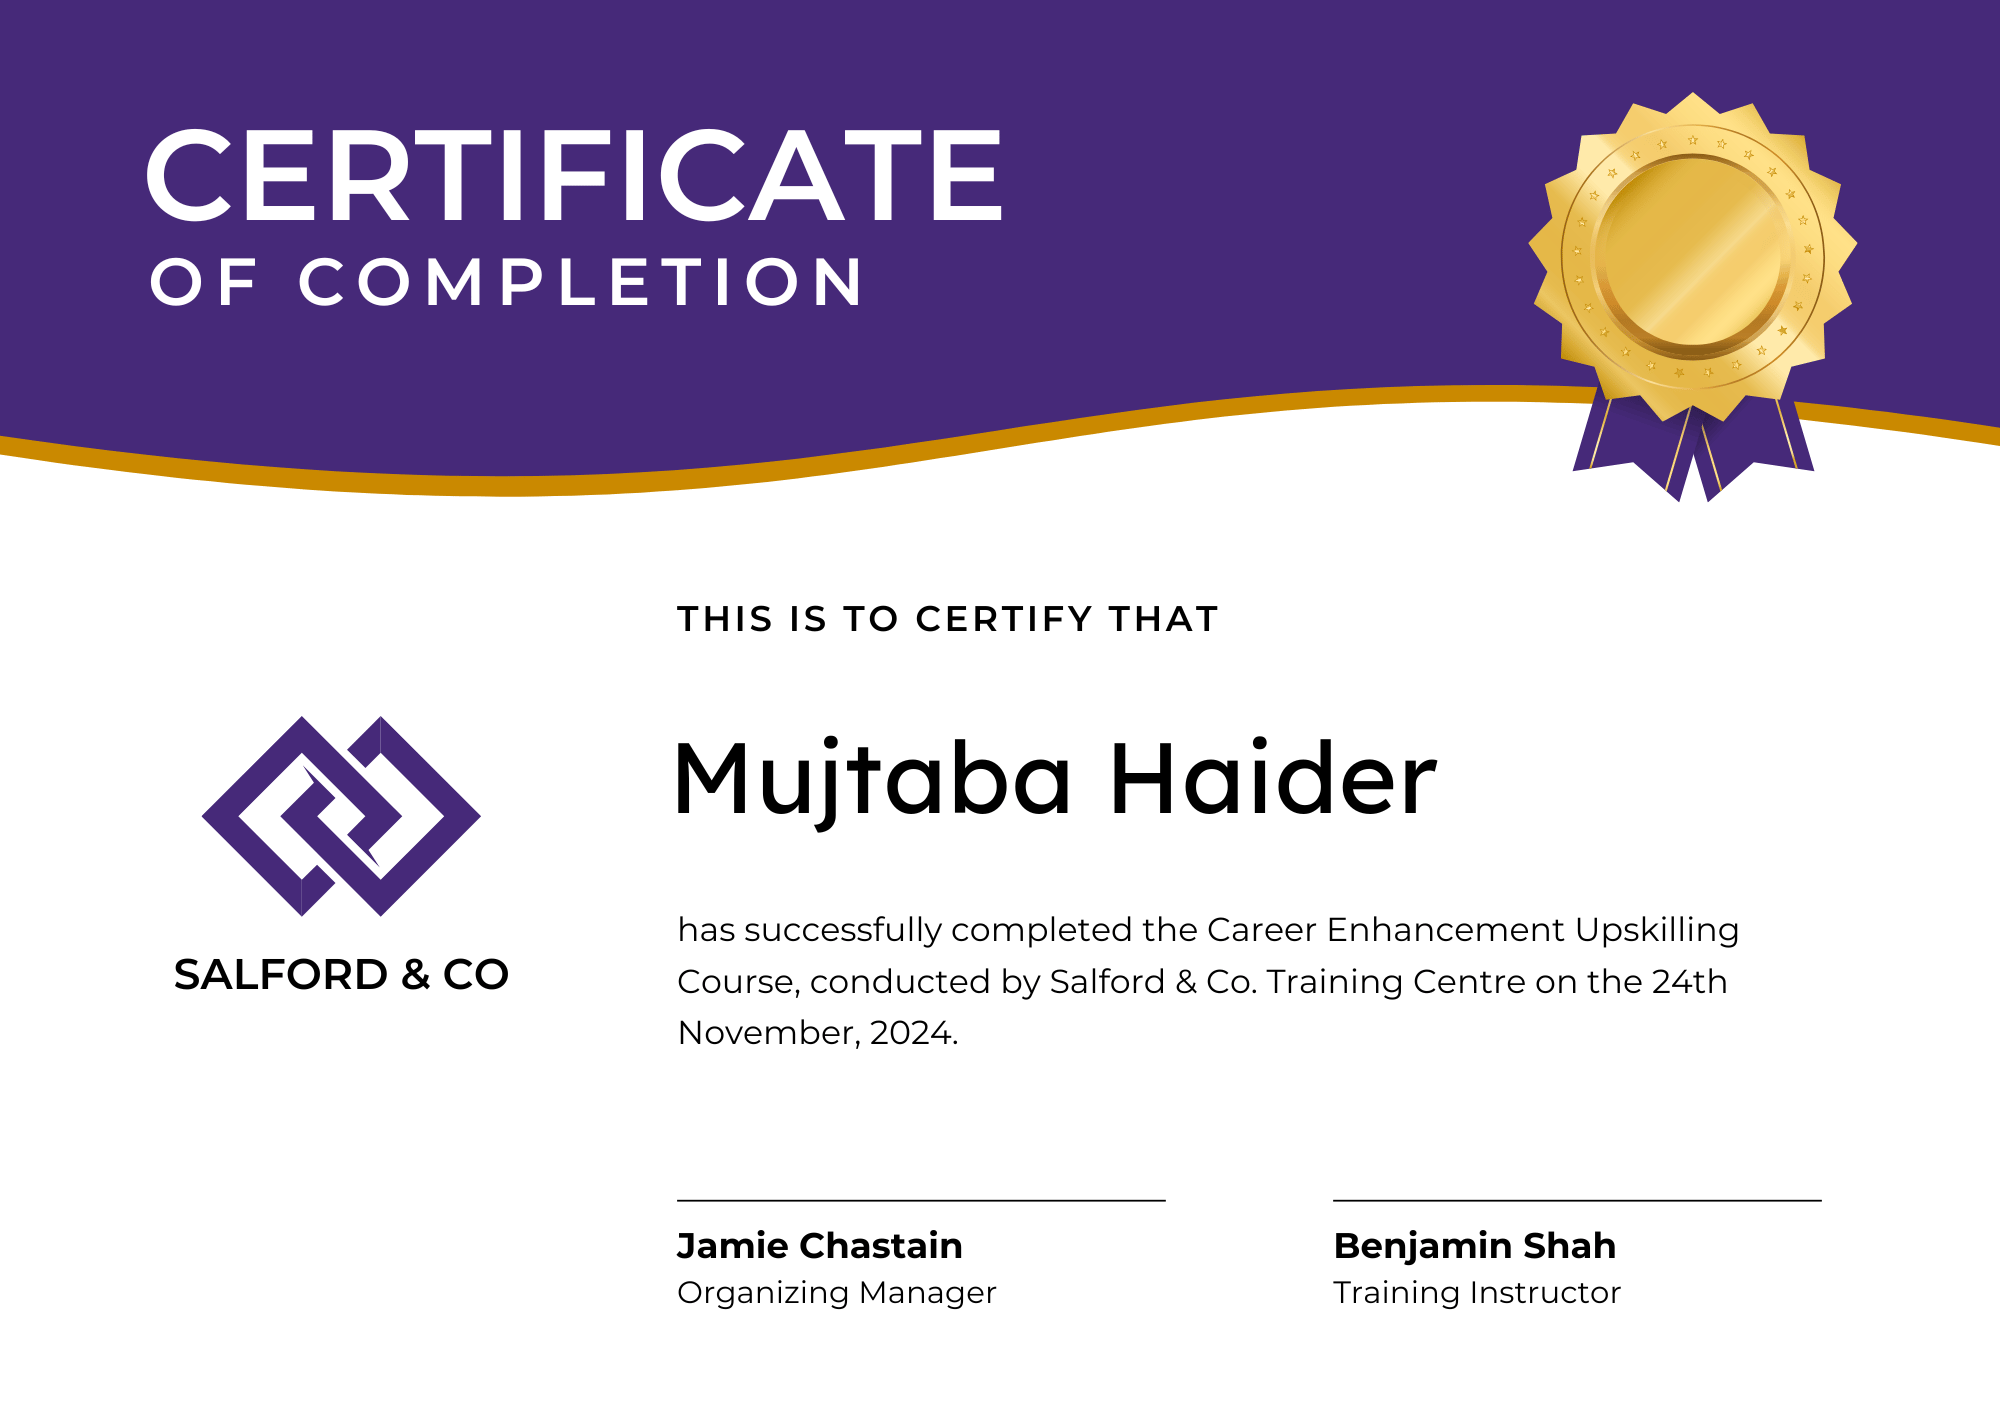 CERTIFICATE
OF COMPLETION
THIS IS TO CERTIFY THAT
Mujtaba Haider
SALFORD & CO
has successfully completed the Career Enhancement Upskilling
Course, conducted by Salford & Co. Training Centre on the 24th
November, 2024.
Jamie Chastain
Organizing Manager
Benjamin Shah
Training Instructor